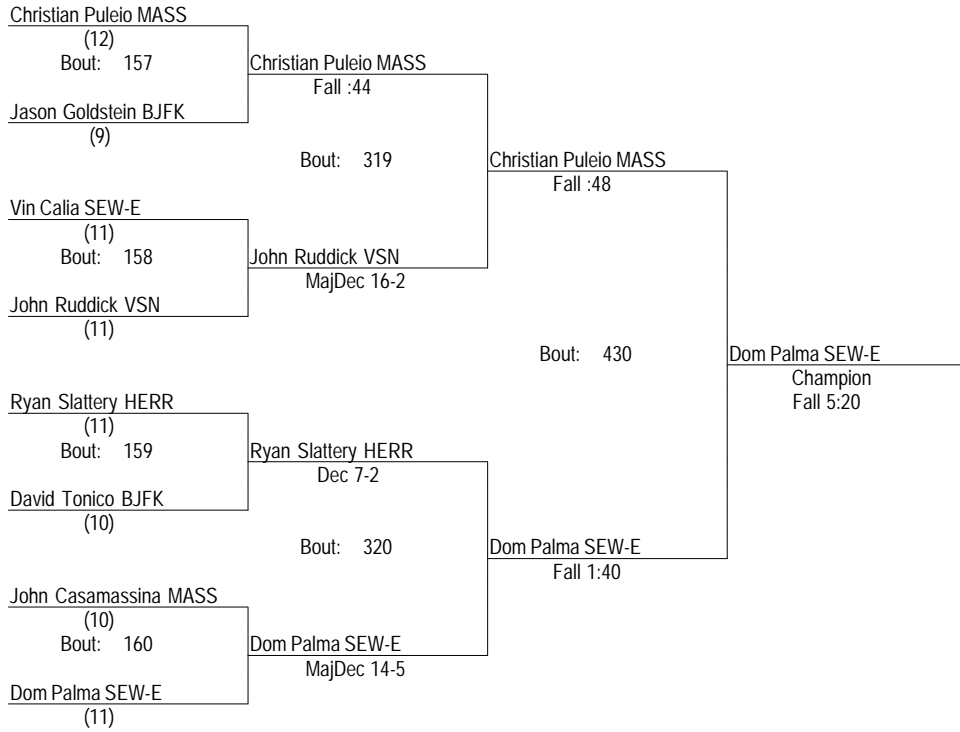 Christian Puleio MASS
(12)
Bout: 157
Christian Puleio MASS
Fall :44
Jason Goldstein BJFK
(9)
Bout: 319
Christian Puleio MASS
Fall :48
Vin Calia SEW-E
(11)
Bout: 158
John Ruddick VSN
MajDec 16-2
John Ruddick VSN
(11)
Bout: 430
Dom Palma SEW-E
Champion
Fall 5:20
Ryan Slattery HERR
(11)
Bout: 159
Ryan Slattery HERR
Dec 7-2
David Tonico BJFK
(10)
Bout: 320
Dom Palma SEW-E
Fall 1:40
John Casamassina MASS
(10)
Bout: 160
Dom Palma SEW-E
MajDec 14-5
Dom Palma SEW-E
(11)